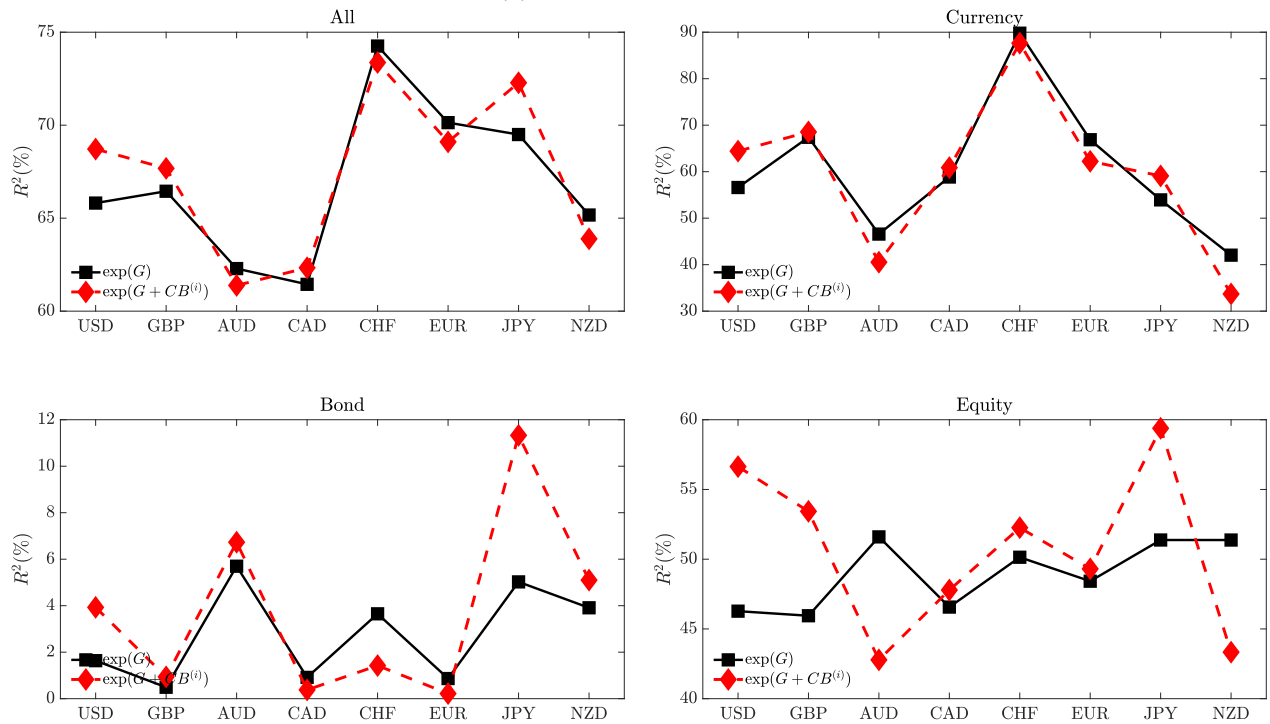 All
75
70
65
60
R²(%)
exp(G)
exp(G + CB⁽ⁱ⁾)
USD GBP AUD CAD CHF EUR JPY NZD
Currency
90
80
70
60
50
40
30
R²(%)
exp(G)
exp(G + CB⁽ⁱ⁾)
USD GBP AUD CAD CHF EUR JPY NZD
Bond
12
10
8
6
4
2
0
R²(%)
exp(G)
exp(G + CB⁽ⁱ⁾)
USD GBP AUD CAD CHF EUR JPY NZD
Equity
60
55
50
45
40
R²(%)
exp(G)
exp(G + CB⁽ⁱ⁾)
USD GBP AUD CAD CHF EUR JPY NZD